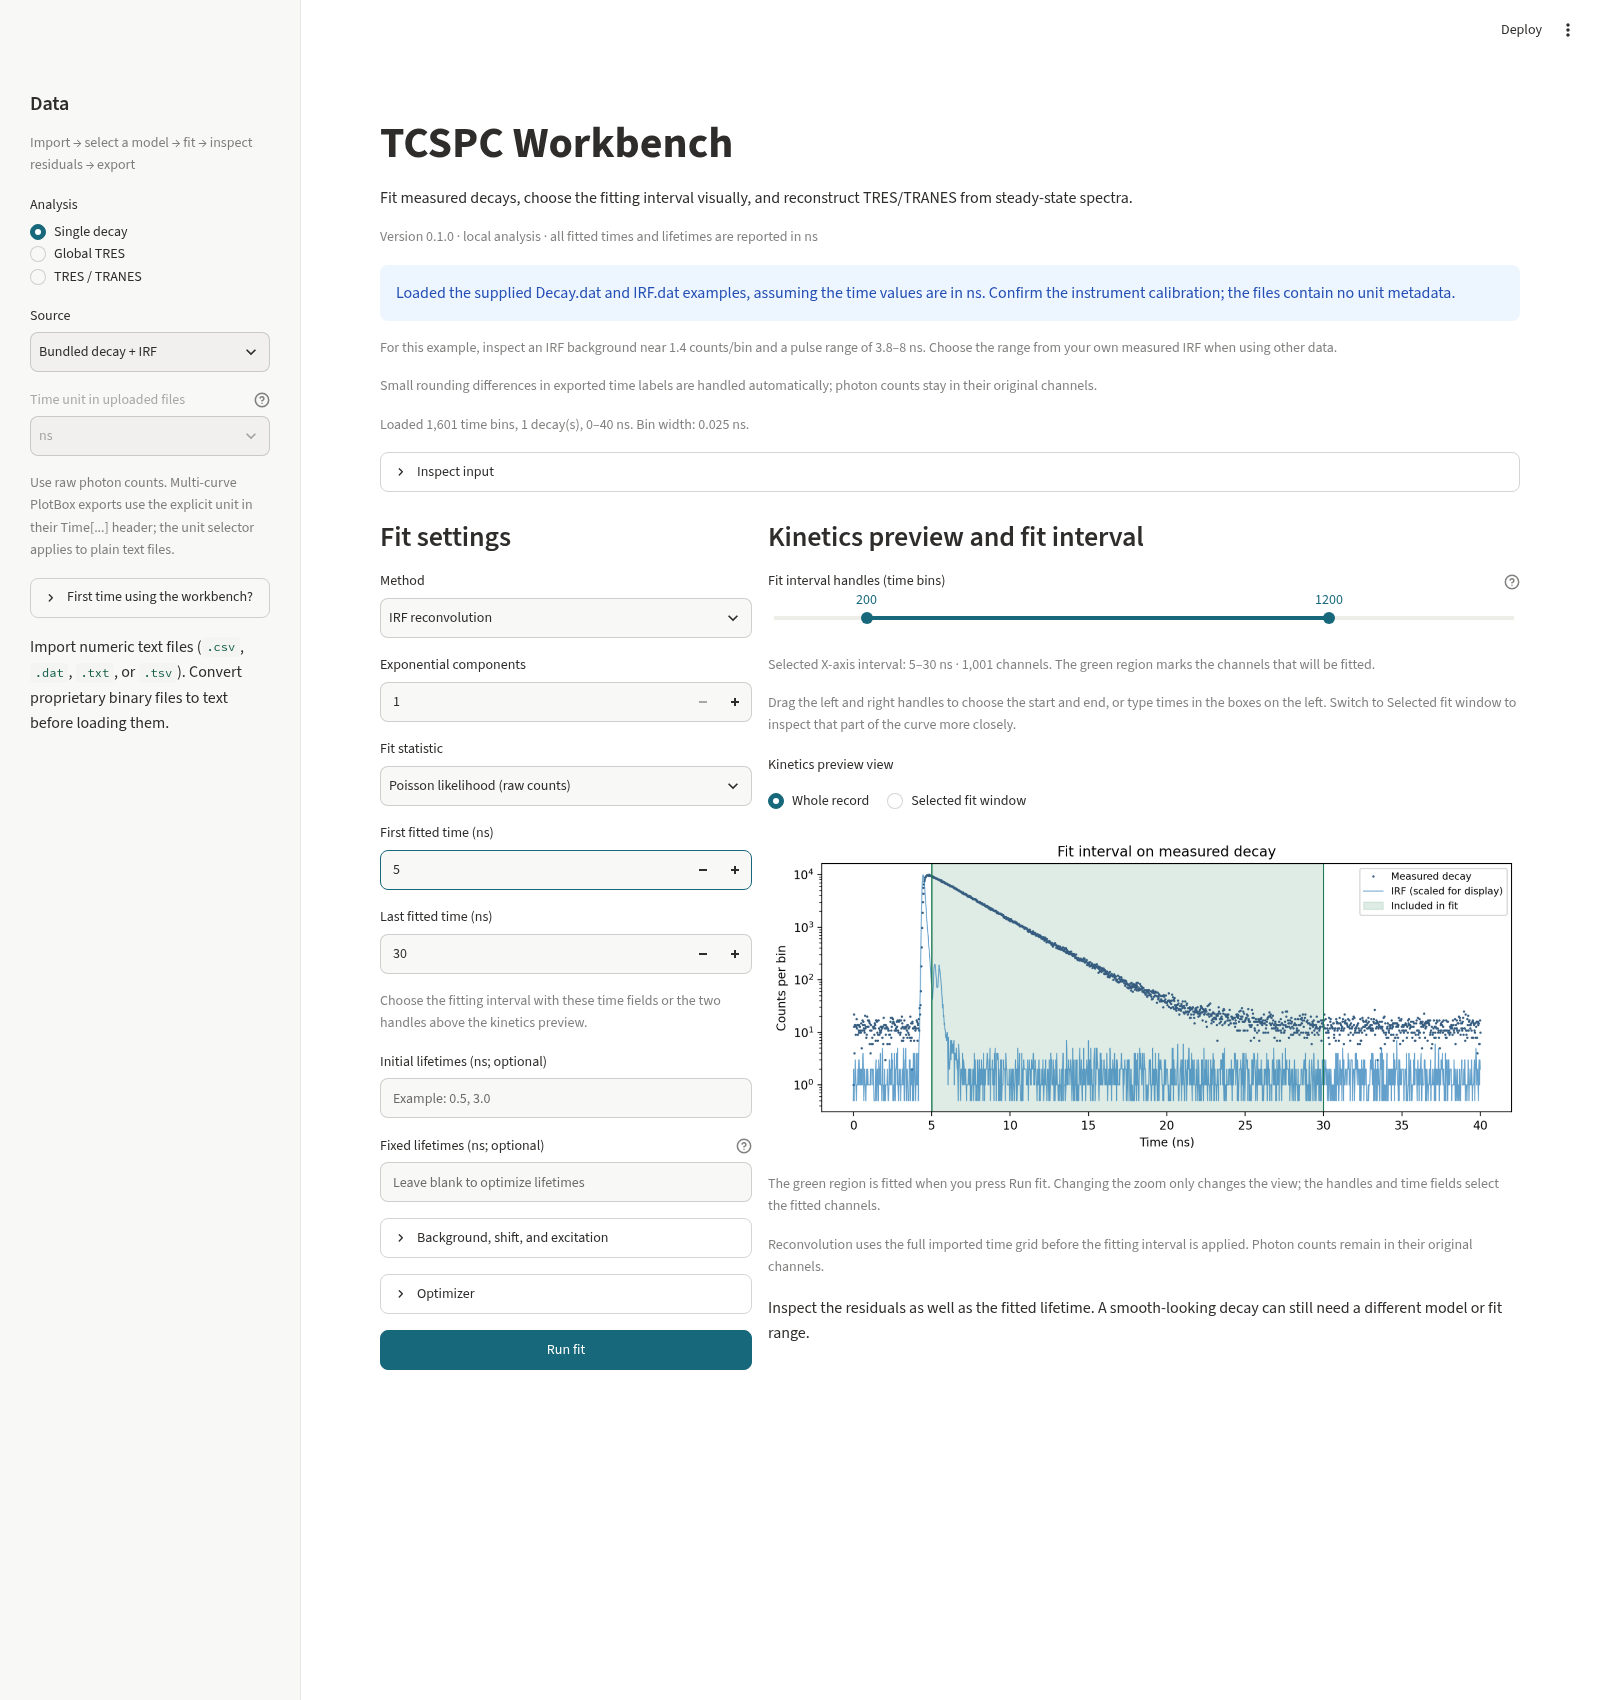 Deploy
Data
Import → select a model → fit → inspect
residuals → export
Analysis
Single decay
Global TRES
TRES / TRANES
Source
Bundled decay + IRF
Time unit in uploaded files
ns
Use raw photon counts. Multi-curve
PlotBox exports use the explicit unit in
their Time[...] header; the unit selector
applies to plain text files.
First time using the workbench?
Import numeric text files ( .csv ,
.dat , .txt , or .tsv ). Convert
proprietary binary files to text
before loading them.
TCSPC Workbench
Fit measured decays, choose the fitting interval visually, and reconstruct TRES/TRANES from steady-state spectra.
Version 0.1.0 · local analysis · all fitted times and lifetimes are reported in ns
Loaded the supplied Decay.dat and IRF.dat examples, assuming the time values are in ns. Confirm the instrument calibration; the files contain no unit metadata.
For this example, inspect an IRF background near 1.4 counts/bin and a pulse range of 3.8–8 ns. Choose the range from your own measured IRF when using other data.
Small rounding differences in exported time labels are handled automatically; photon counts stay in their original channels.
Loaded 1,601 time bins, 1 decay(s), 0–40 ns. Bin width: 0.025 ns.
Inspect input
Fit settings
Method
IRF reconvolution
Exponential components
1
Fit statistic
Poisson likelihood (raw counts)
First fitted time (ns)
5
Last fitted time (ns)
30
Choose the fitting interval with these time fields or the two
handles above the kinetics preview.
Initial lifetimes (ns; optional)
Example: 0.5, 3.0
Fixed lifetimes (ns; optional)
Leave blank to optimize lifetimes
Background, shift, and excitation
Optimizer
Run fit
Kinetics preview and fit interval
Fit interval handles (time bins)
200 1200
Selected X-axis interval: 5–30 ns · 1,001 channels. The green region marks the channels that will be fitted.
Drag the left and right handles to choose the start and end, or type times in the boxes on the left. Switch to Selected fit window to
inspect that part of the curve more closely.
Kinetics preview view
Whole record Selected fit window
Fit interval on measured decay
Measured decay
IRF (scaled for display)
Included in fit
Counts per bin
10⁴
10³
10²
10¹
10⁰
0 5 10 15 20 25 30 35 40
Time (ns)
The green region is fitted when you press Run fit. Changing the zoom only changes the view; the handles and time fields select
the fitted channels.
Reconvolution uses the full imported time grid before the fitting interval is applied. Photon counts remain in their original
channels.
Inspect the residuals as well as the fitted lifetime. A smooth-looking decay can still need a different model or fit
range.